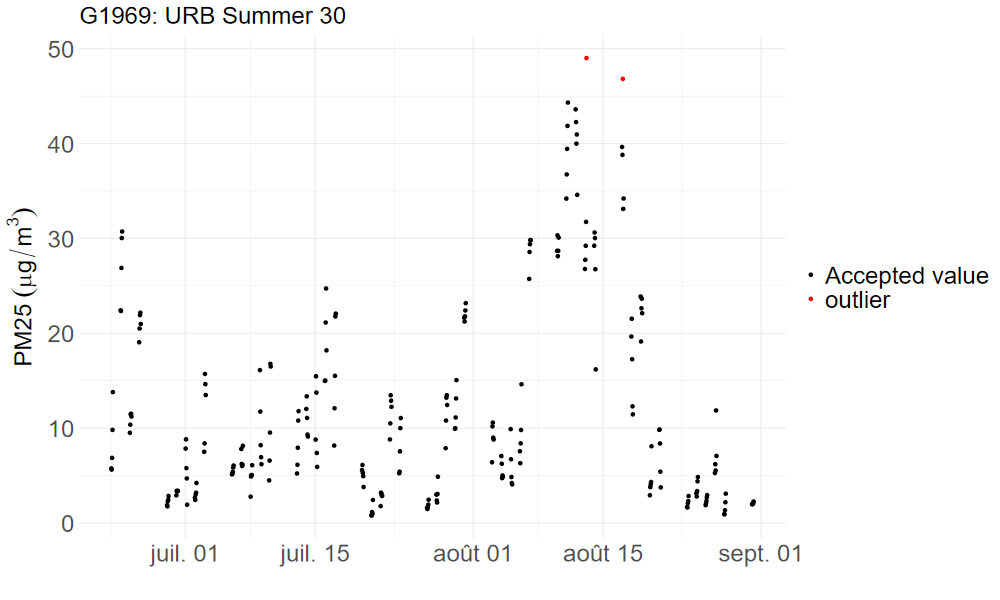 G1969: URB Summer 30
PM25 (μg/m³)
50
40
30
20
10
0
juil. 01
juil. 15
août 01
août 15
sept. 01
Accepted value
outlier